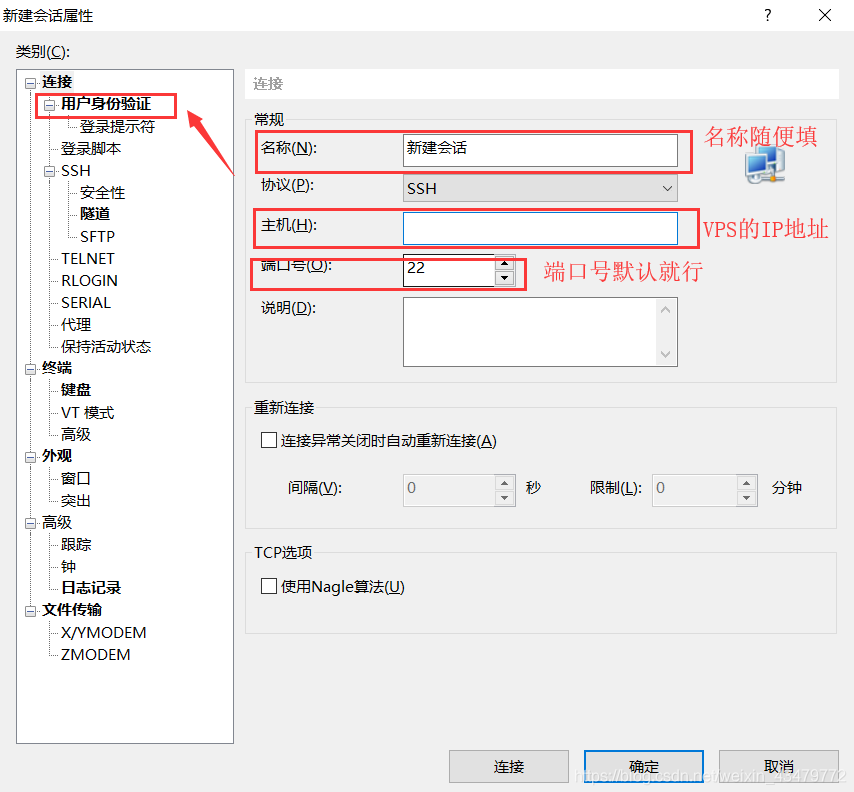 新建会话属性
?
类别(C):
连接
用户身份验证
登录提示符
登录脚本
SSH
安全性
隧道
SFTP
TELNET
RLOGIN
SERIAL
代理
保持活动状态
终端
键盘
VT 模式
高级
外观
窗口
突出
高级
跟踪
钟
日志记录
文件传输
X/YMODEM
ZMODEM
连接
常规
名称(N): 新建会话 名称随便填
协议(P): SSH
主机(H): VPS的IP地址
端口号(O): 22 端口号默认就行
说明(D):
重新连接
连接异常关闭时自动重新连接(A)
间隔(V): 0 秒 限制(L): 0 分钟
TCP选项
使用Nagle算法(U)
连接 确定 取消
https://blog.csdn.net/weixin_43479772